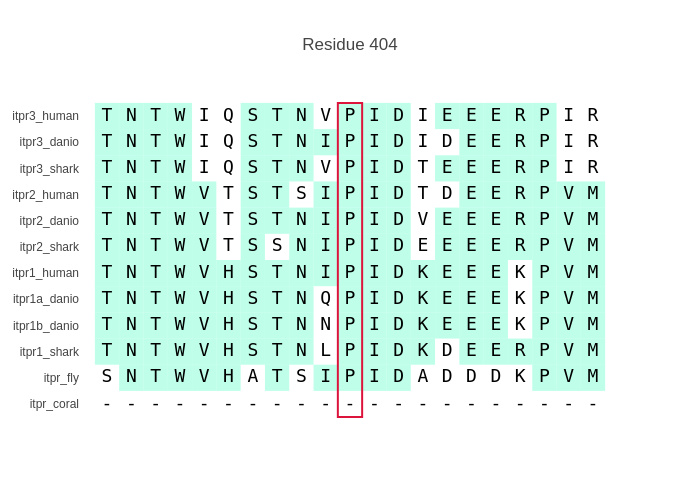 Residue 404
itpr3_human T N T W I Q S T N V P I D I E E E R P I R
itpr3_danio T N T W I Q S T N I P I D I D E E R P I R
itpr3_shark T N T W I Q S T N V P I D T E E E R P I R
itpr2_human T N T W V T S T S I P I D T D E E R P V M
itpr2_danio T N T W V T S T N I P I D V E E E R P V M
itpr2_shark T N T W V T S S N I P I D E E E E R P V M
itpr1_human T N T W V H S T N I P I D K E E E K P V M
itpr1a_danio T N T W V H S T N Q P I D K E E E K P V M
itpr1b_danio T N T W V H S T N N P I D K E E E K P V M
itpr1_shark T N T W V H S T N L P I D K D E E R P V M
itpr_fly S N T W V H A T S I P I D A D D D K P V M
itpr_coral - - - - - - - - - - - - - - - - - - - - -